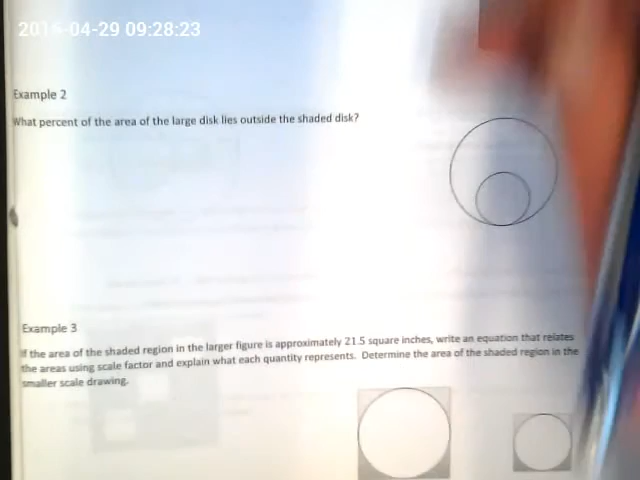 2016-04-29 09:28:23
Example 2
What percent of the area of the large disk lies outside the shaded disk?
Example 3
If the area of the shaded region in the larger figure is approximately 21.5 square inches, write an equation that relates
the areas using scale factor and explain what each quantity represents. Determine the area of the shaded region in the
smaller scale drawing.